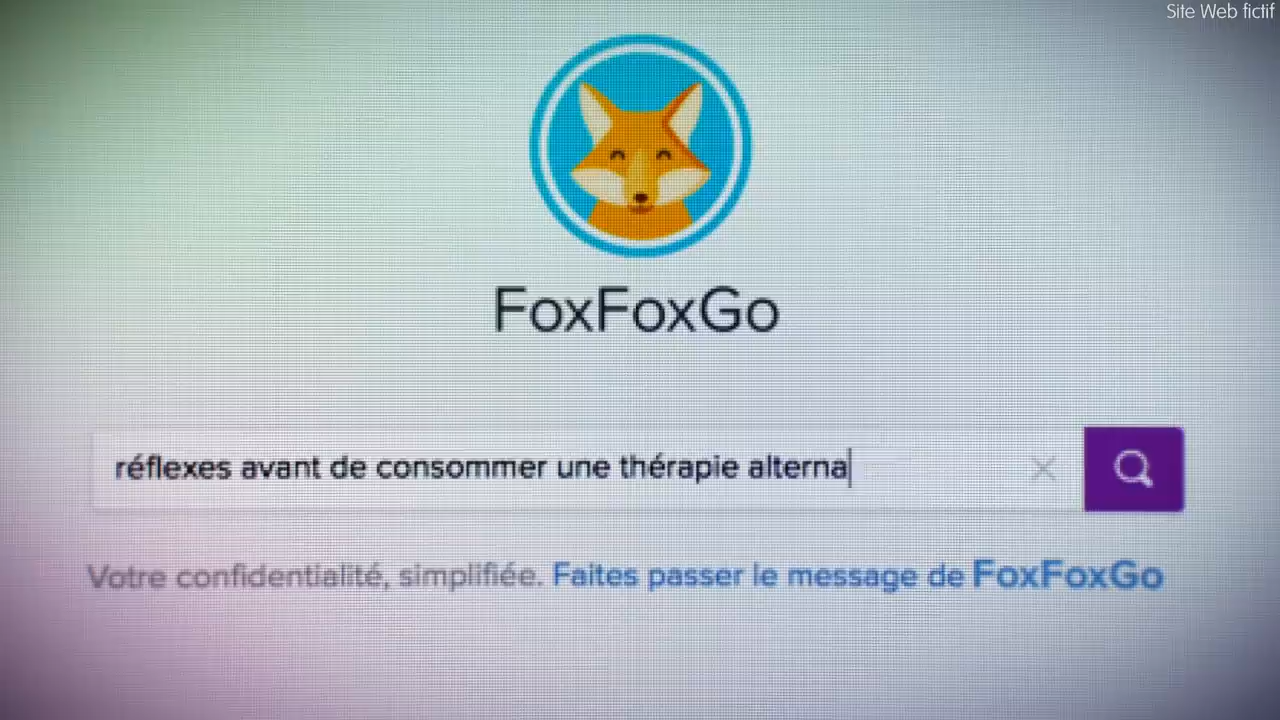 Site Web fictif
FoxFoxGo
réflexes avant de consommer une thérapie alterna
Votre confidentialité, simplifiée. Faites passer le message de FoxFoxGo